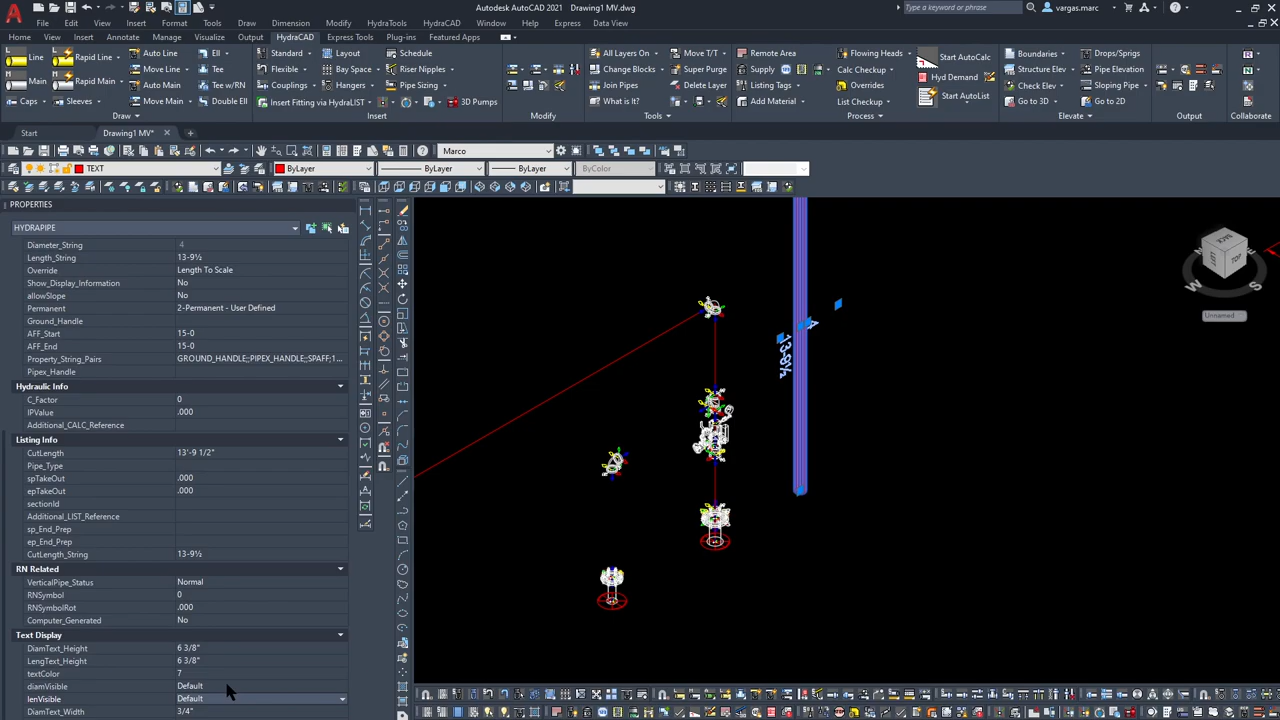 Autodesk AutoCAD 2021 Drawing1 MV.dwg
Type a keyword or phrase
vargas.marc
File Edit View Insert Format Tools Draw Dimension Modify HydraTools HydraCAD Window Help Express Data View
Home View Insert Annotate Manage Visualize Output HydraCAD Express Tools Plug-ins Featured Apps
Line Rapid Line Auto Line Ell Standard Layout Schedule All Layers On Move T/T Remote Area Flowing Heads Start AutoCalc Boundaries Drops/Sprigs
Move Line Tee Flexible Bay Space Riser Nipples Change Blocks Super Purge Supply Calc Checkup Structure Elev Pipe Elevation
Main Rapid Main Auto Main Tee w/RN Couplings Hangers Pipe Sizing Join Pipes Delete Layer Listing Tags Overrides Hyd Demand Check Elev Sloping Pipe
Caps Sleeves Move Main Double Ell Insert Fitting via HydraLIST 3D Pumps What is it? Add Material List Checkup Start AutoList Go to 3D Go to 2D
Draw Insert Modify Tools Process Elevate Output Collaborate
Start Drawing1 MV*
Marco
TEXT ByLayer ByLayer ByLayer ByColor
PROPERTIES
HYDRAPIPE
Diameter_String 4
Length_String 13-9½
Override Length To Scale
Show_Display_Information No
allowSlope No
Permanent 2-Permanent - User Defined
Ground_Handle
AFF_Start 15-0
AFF_End 15-0
Property_String_Pairs GROUND_HANDLE;;PIPEX_HANDLE;;SPAFF;1...
Pipex_Handle
Hydraulic Info
C_Factor 0
IPValue .000
Additional_CALC_Reference
Listing Info
CutLength 13'-9 1/2"
Pipe_Type
spTakeOut .000
epTakeOut .000
sectionId
Additional_LIST_Reference
sp_End_Prep
ep_End_Prep
CutLength_String 13-9½
RN Related
VerticalPipe_Status Normal
RNSymbol 0
RNSymbolRot .000
Computer_Generated No
Text Display
DiamText_Height 6 3/8"
LengText_Height 6 3/8"
textColor 7
diamVisible Default
lenVisible Default
DiamText_Width 3/4"
13-9½
4
TOP
W
S
Unnamed